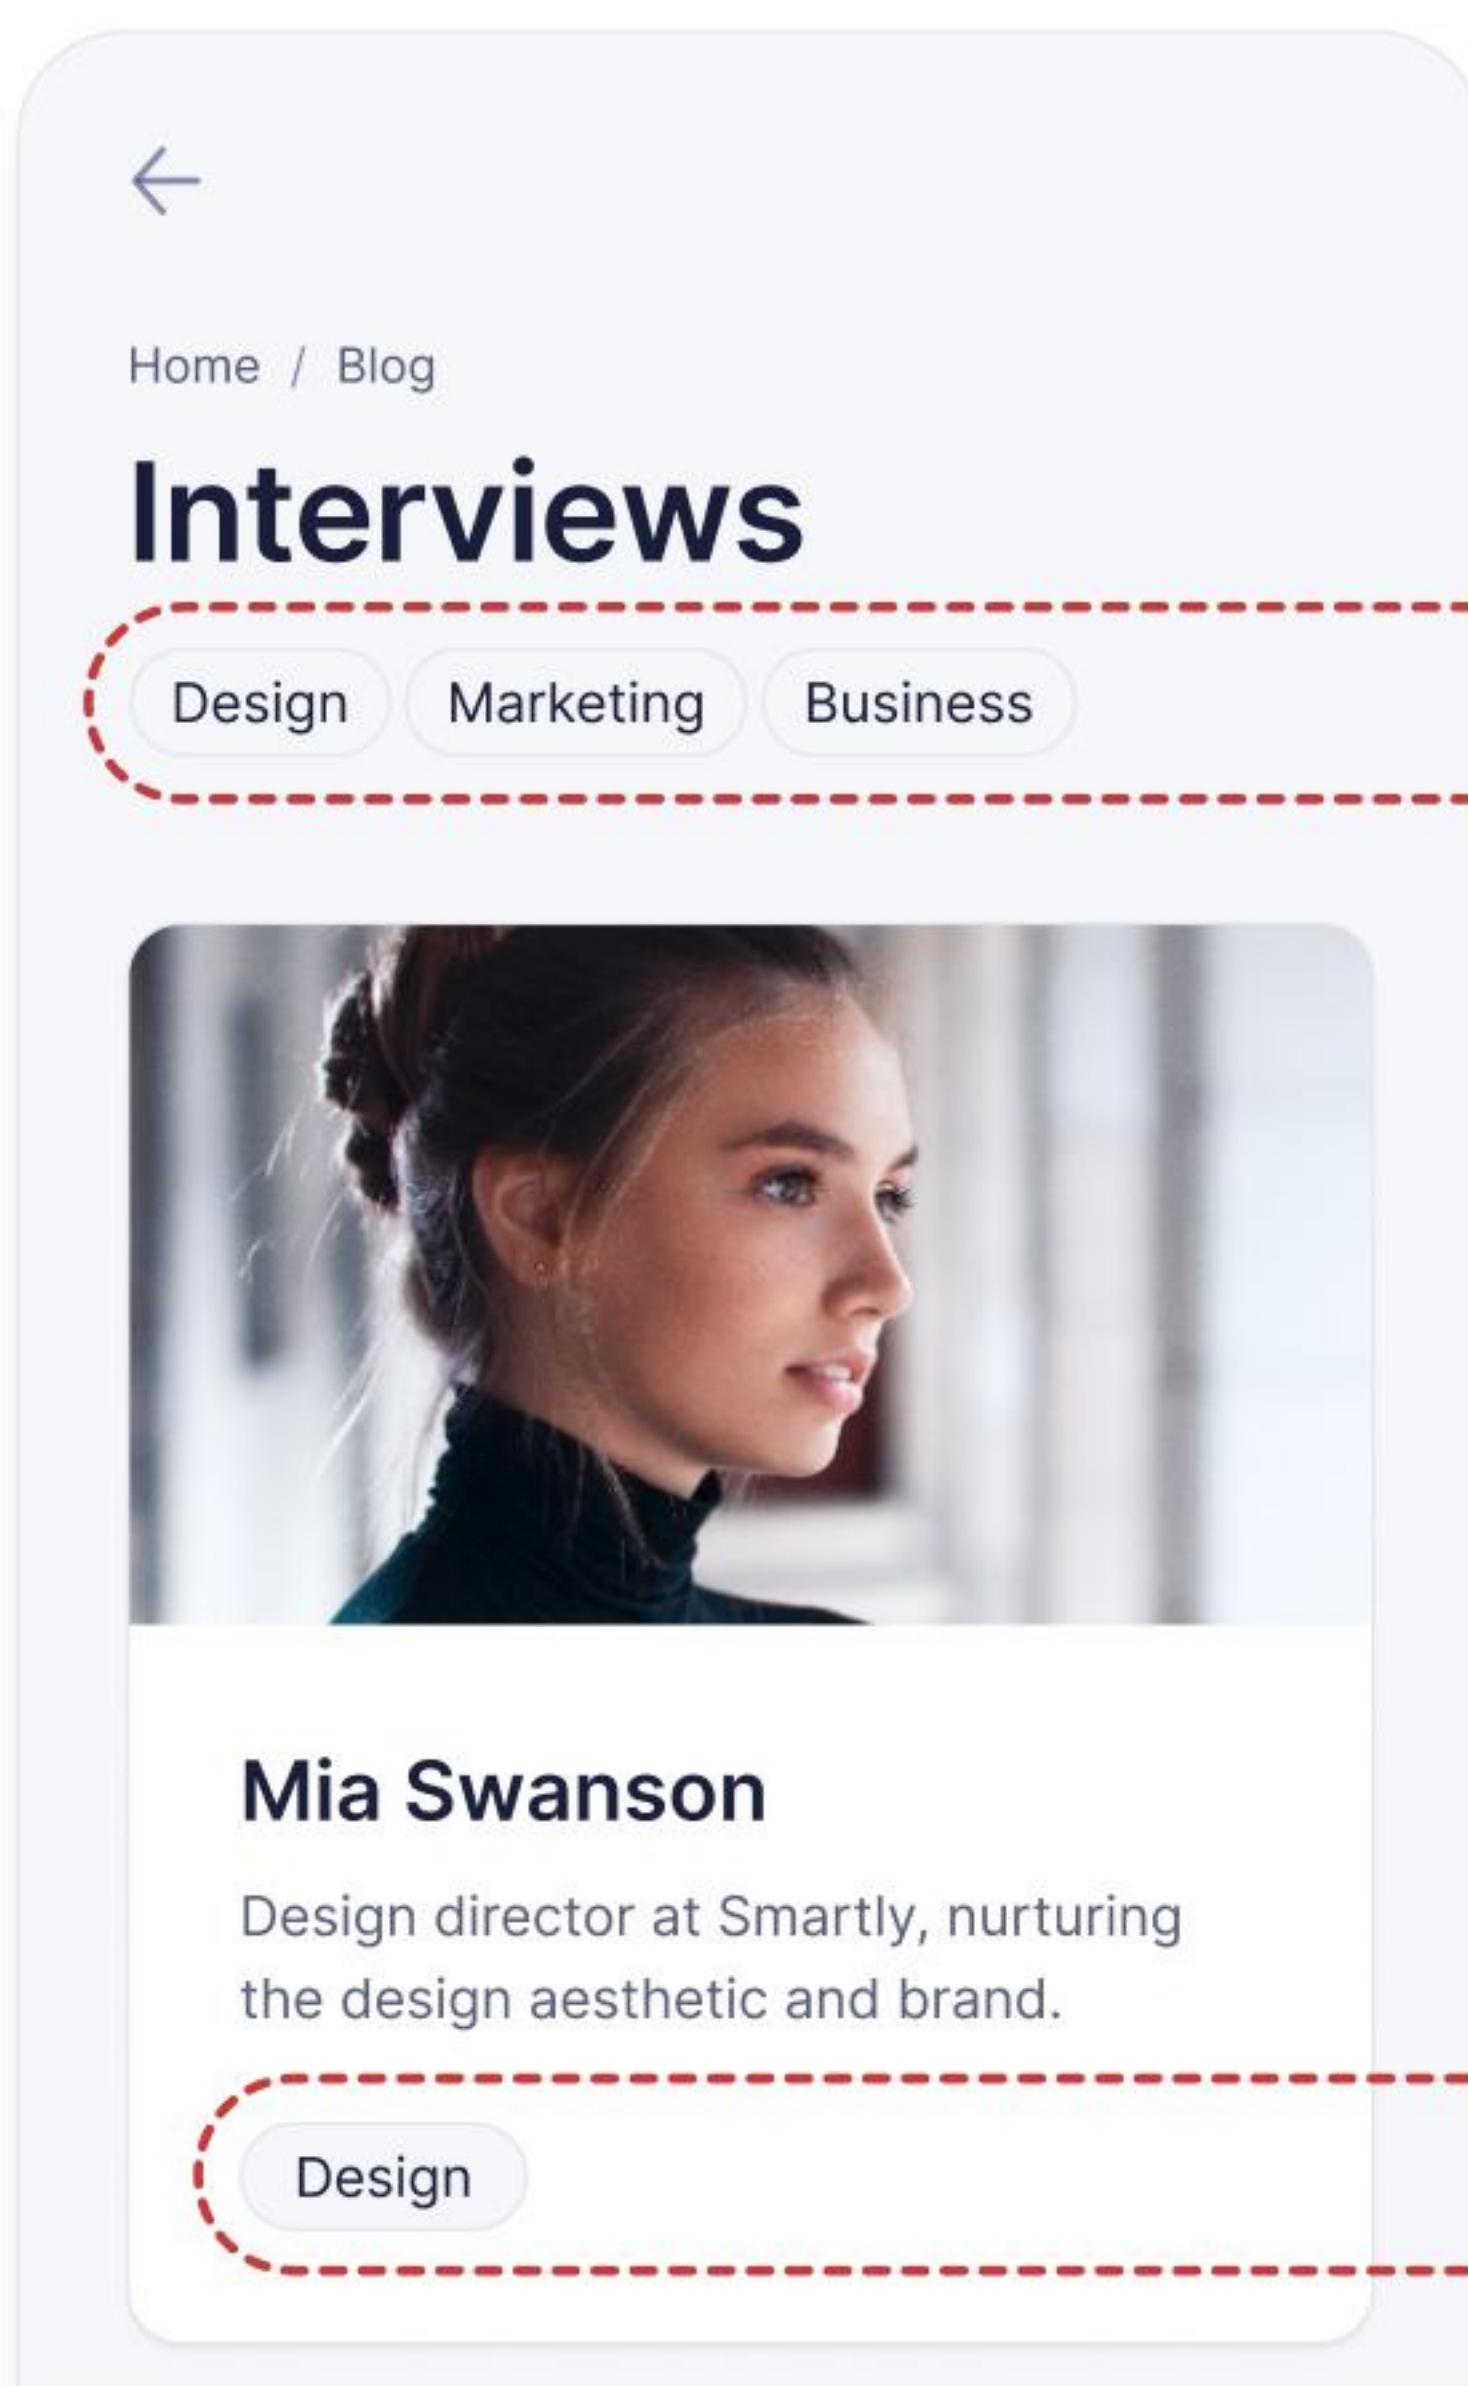 Home / Blog
Interviews
Design Marketing Business
Mia Swanson
Design director at Smartly, nurturing
the design aesthetic and brand.
Design